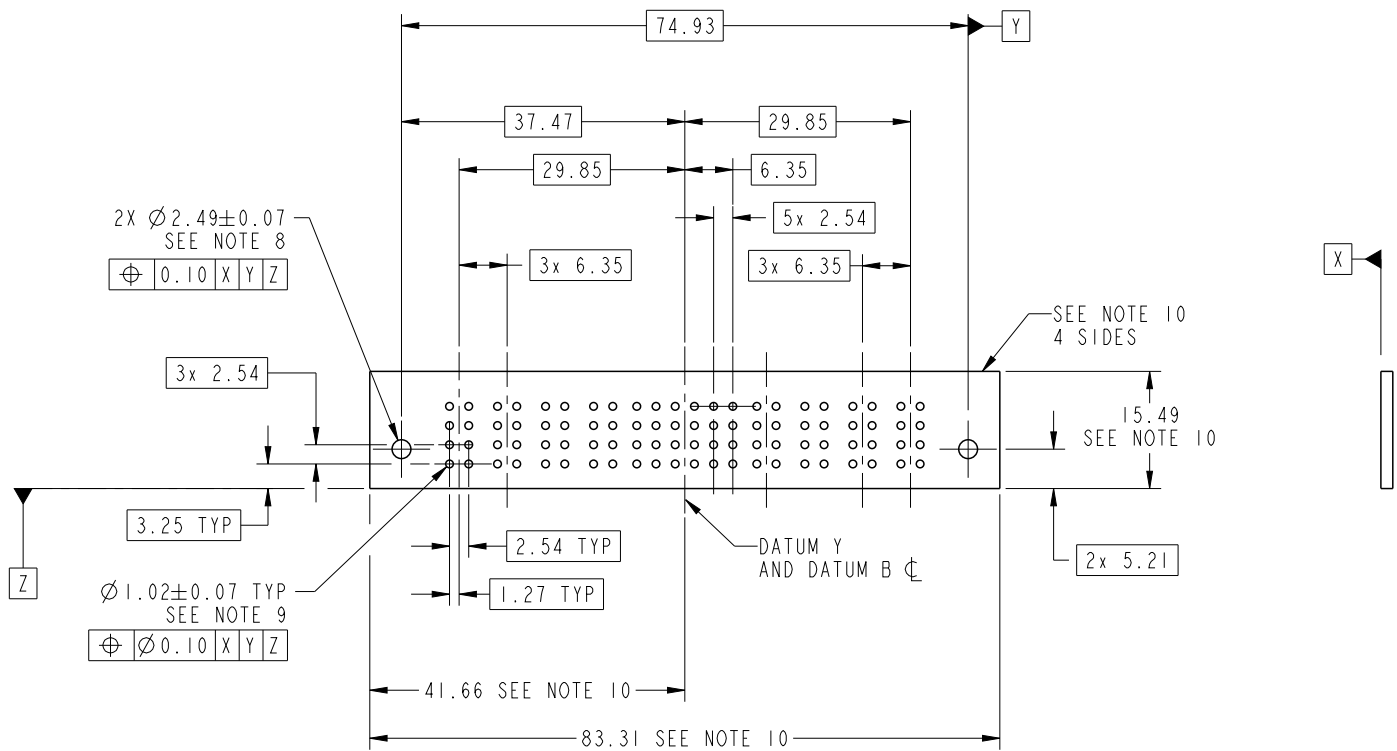 74.93
Y
37.47
29.85
29.85
6.35
2X ∅2.49±0.07
SEE NOTE 8
⌖ 0.10 X Y Z
5x 2.54
3x 6.35
3x 6.35
X
SEE NOTE 10
4 SIDES
3x 2.54
15.49
SEE NOTE 10
3.25 TYP
2.54 TYP
DATUM Y
AND DATUM B ℄
2x 5.21
Z
∅1.02±0.07 TYP
SEE NOTE 9
1.27 TYP
⌖ ∅0.10 X Y Z
41.66 SEE NOTE 10
83.31 SEE NOTE 10